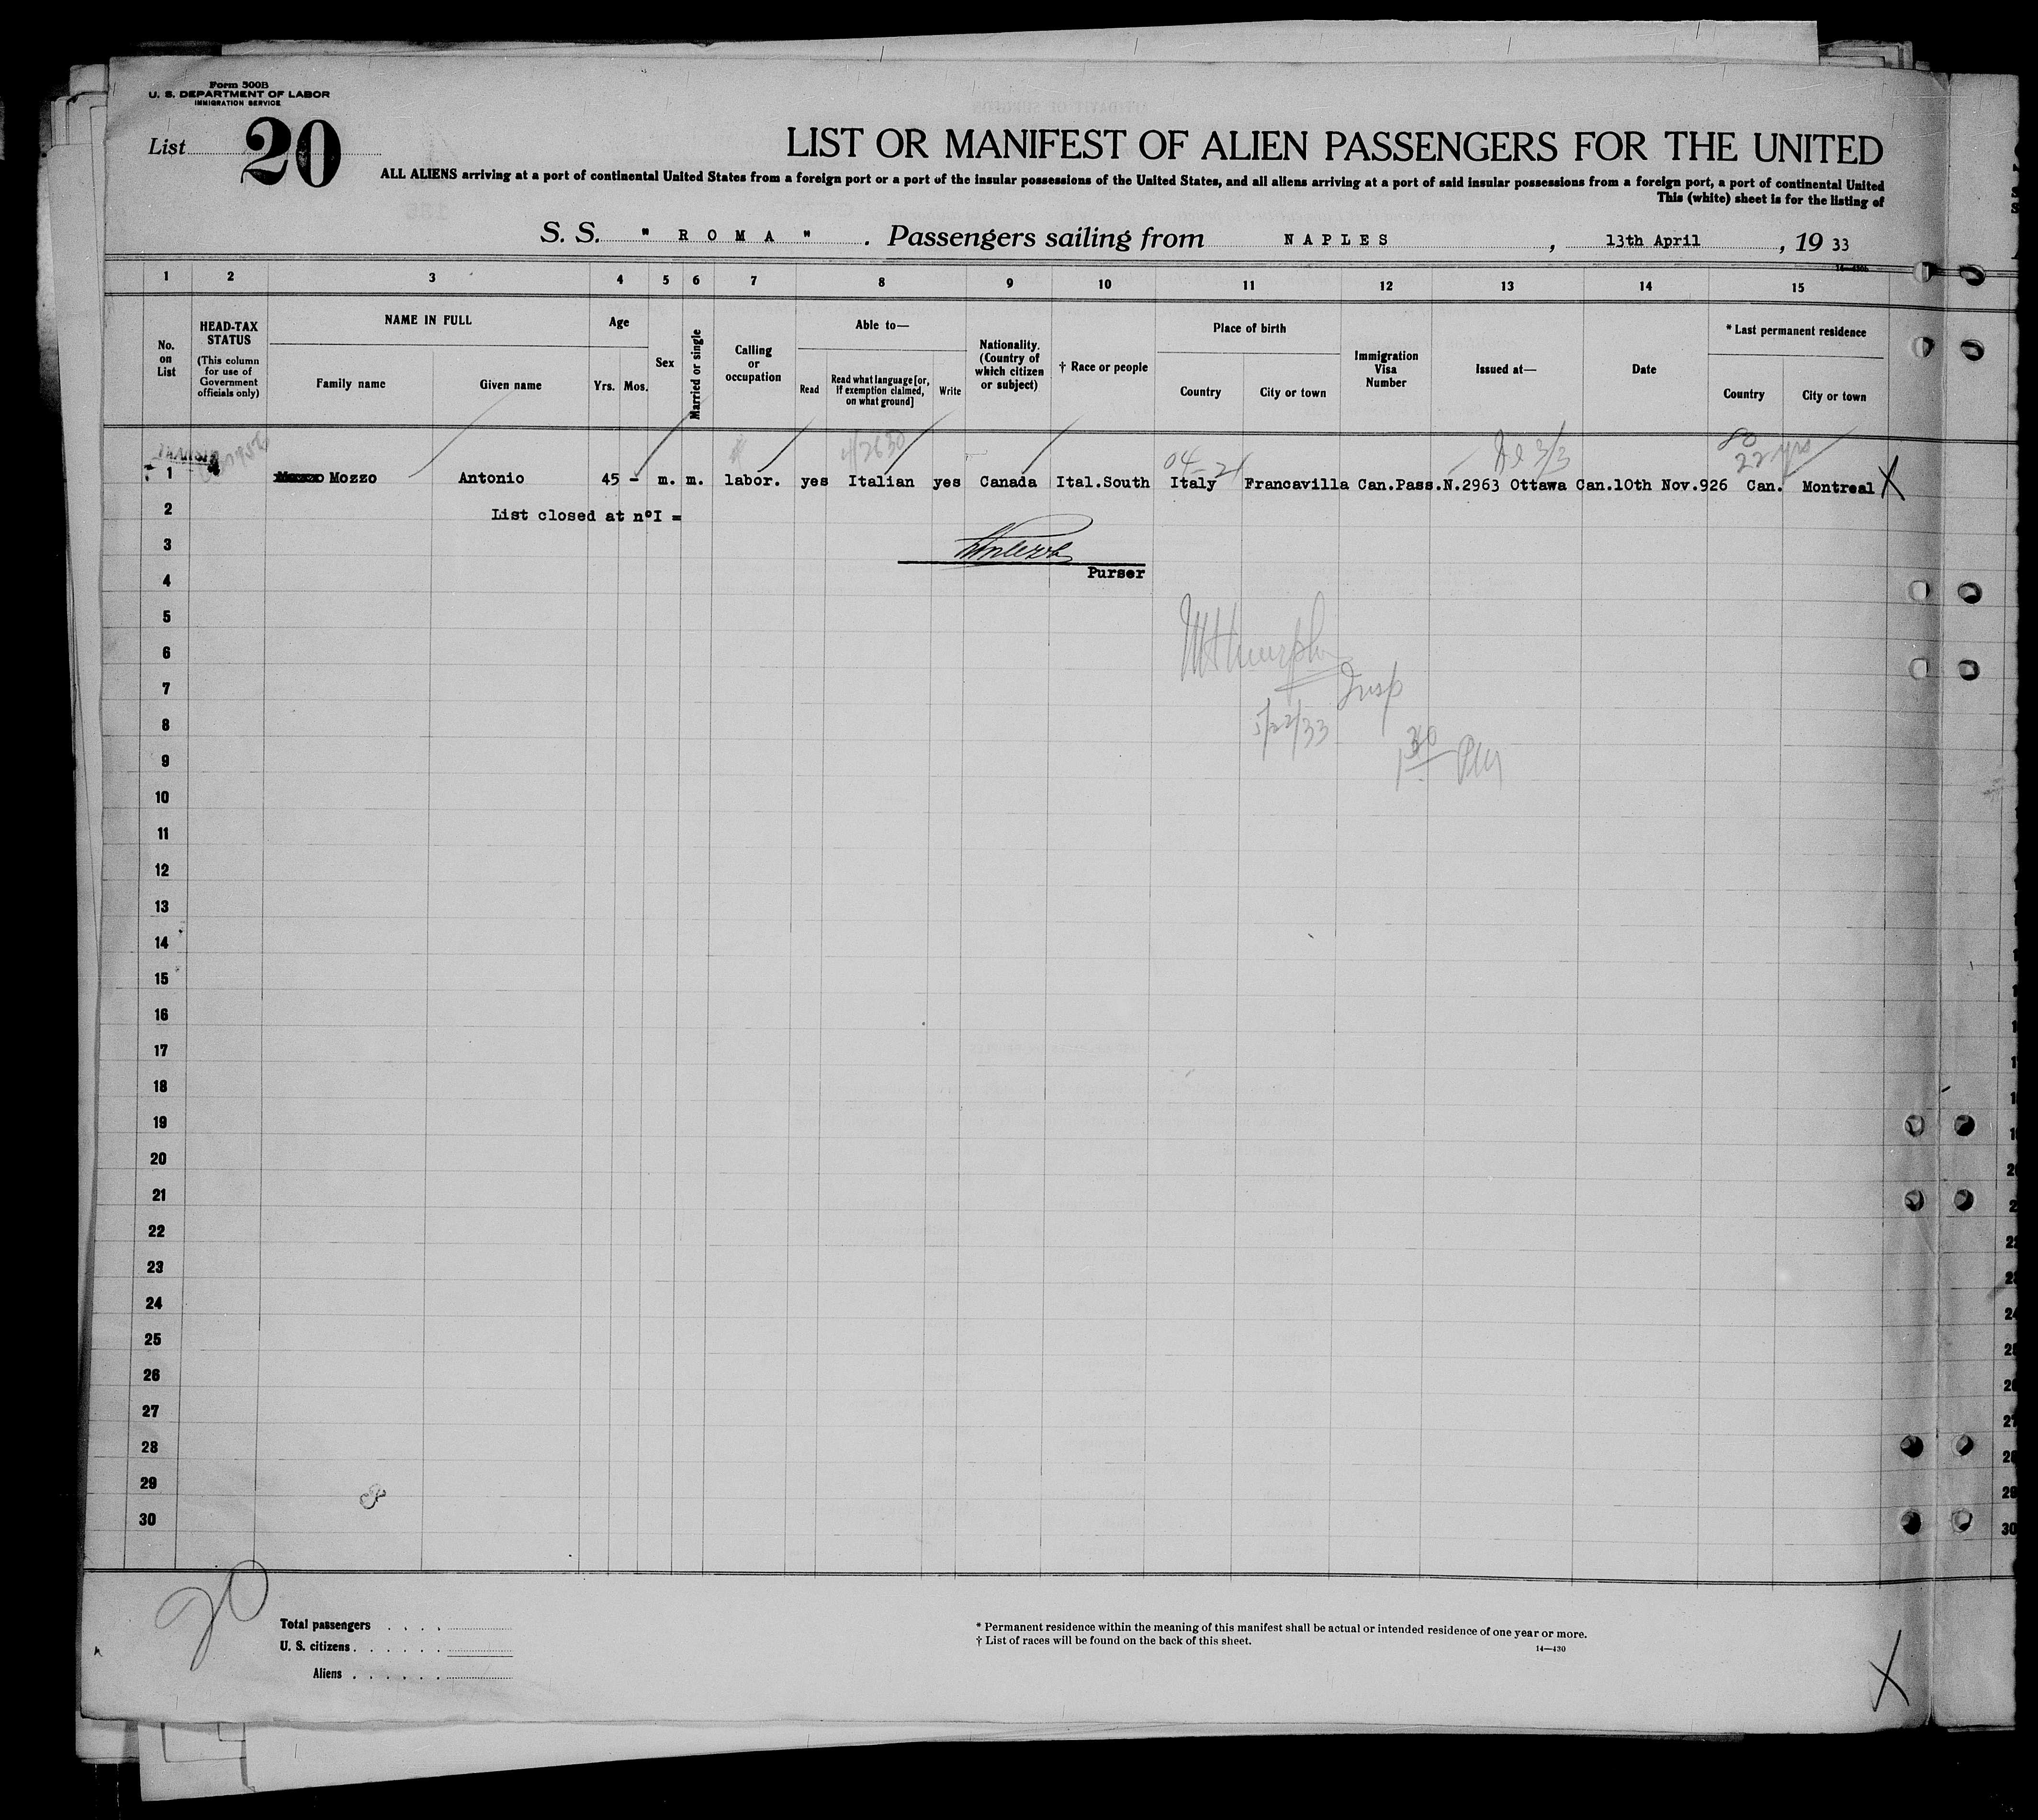 Form 500B
U. S. DEPARTMENT OF LABOR
IMMIGRATION SERVICE
List 20
LIST OR MANIFEST OF ALIEN PASSENGERS FOR THE UNITED
ALL ALIENS arriving at a port of continental United States from a foreign port or a port of the insular possessions of the United States, and all aliens arriving at a port of said insular possessions from a foreign port, a port of continental United
This (white) sheet is for the listing of
S. S. " R O M A " . Passengers sailing from N A P L E S , 13th April , 19 33
1 2 3 4 5 6 7 8 9 10 11 12 13 14 15
No. on List
HEAD-TAX STATUS
(This column for use of Government officials only)
NAME IN FULL
Family name Given name
Age
Yrs. Mos.
Sex
Married or single
Calling or occupation
Able to—
Read Read what language [or, if exemption claimed, on what ground] Write
Nationality. (Country of which citizen or subject)
† Race or people
Place of birth
Country City or town
Immigration Visa Number
Issued at—
Date
* Last permanent residence
Country City or town
22 yrs
1 Mozzo Antonio 45 - m. m. labor. yes Italian yes Canada Ital.South Italy Francavilla Can.Pass.N.2963 Ottawa Can.10th Nov.926 Can. Montreal X
2 List closed at n°I =
3
Purser
4
5
6
Insp
7
5/22/33
8
1 30 PM
9
10
11
12
13
14
15
16
17
18
19
20
21
22
23
24
25
26
27
28
29
30
20
Total passengers . . . .
U. S. citizens . . . . . .
Aliens . . . . . .
* Permanent residence within the meaning of this manifest shall be actual or intended residence of one year or more.
† List of races will be found on the back of this sheet.
14—430
X